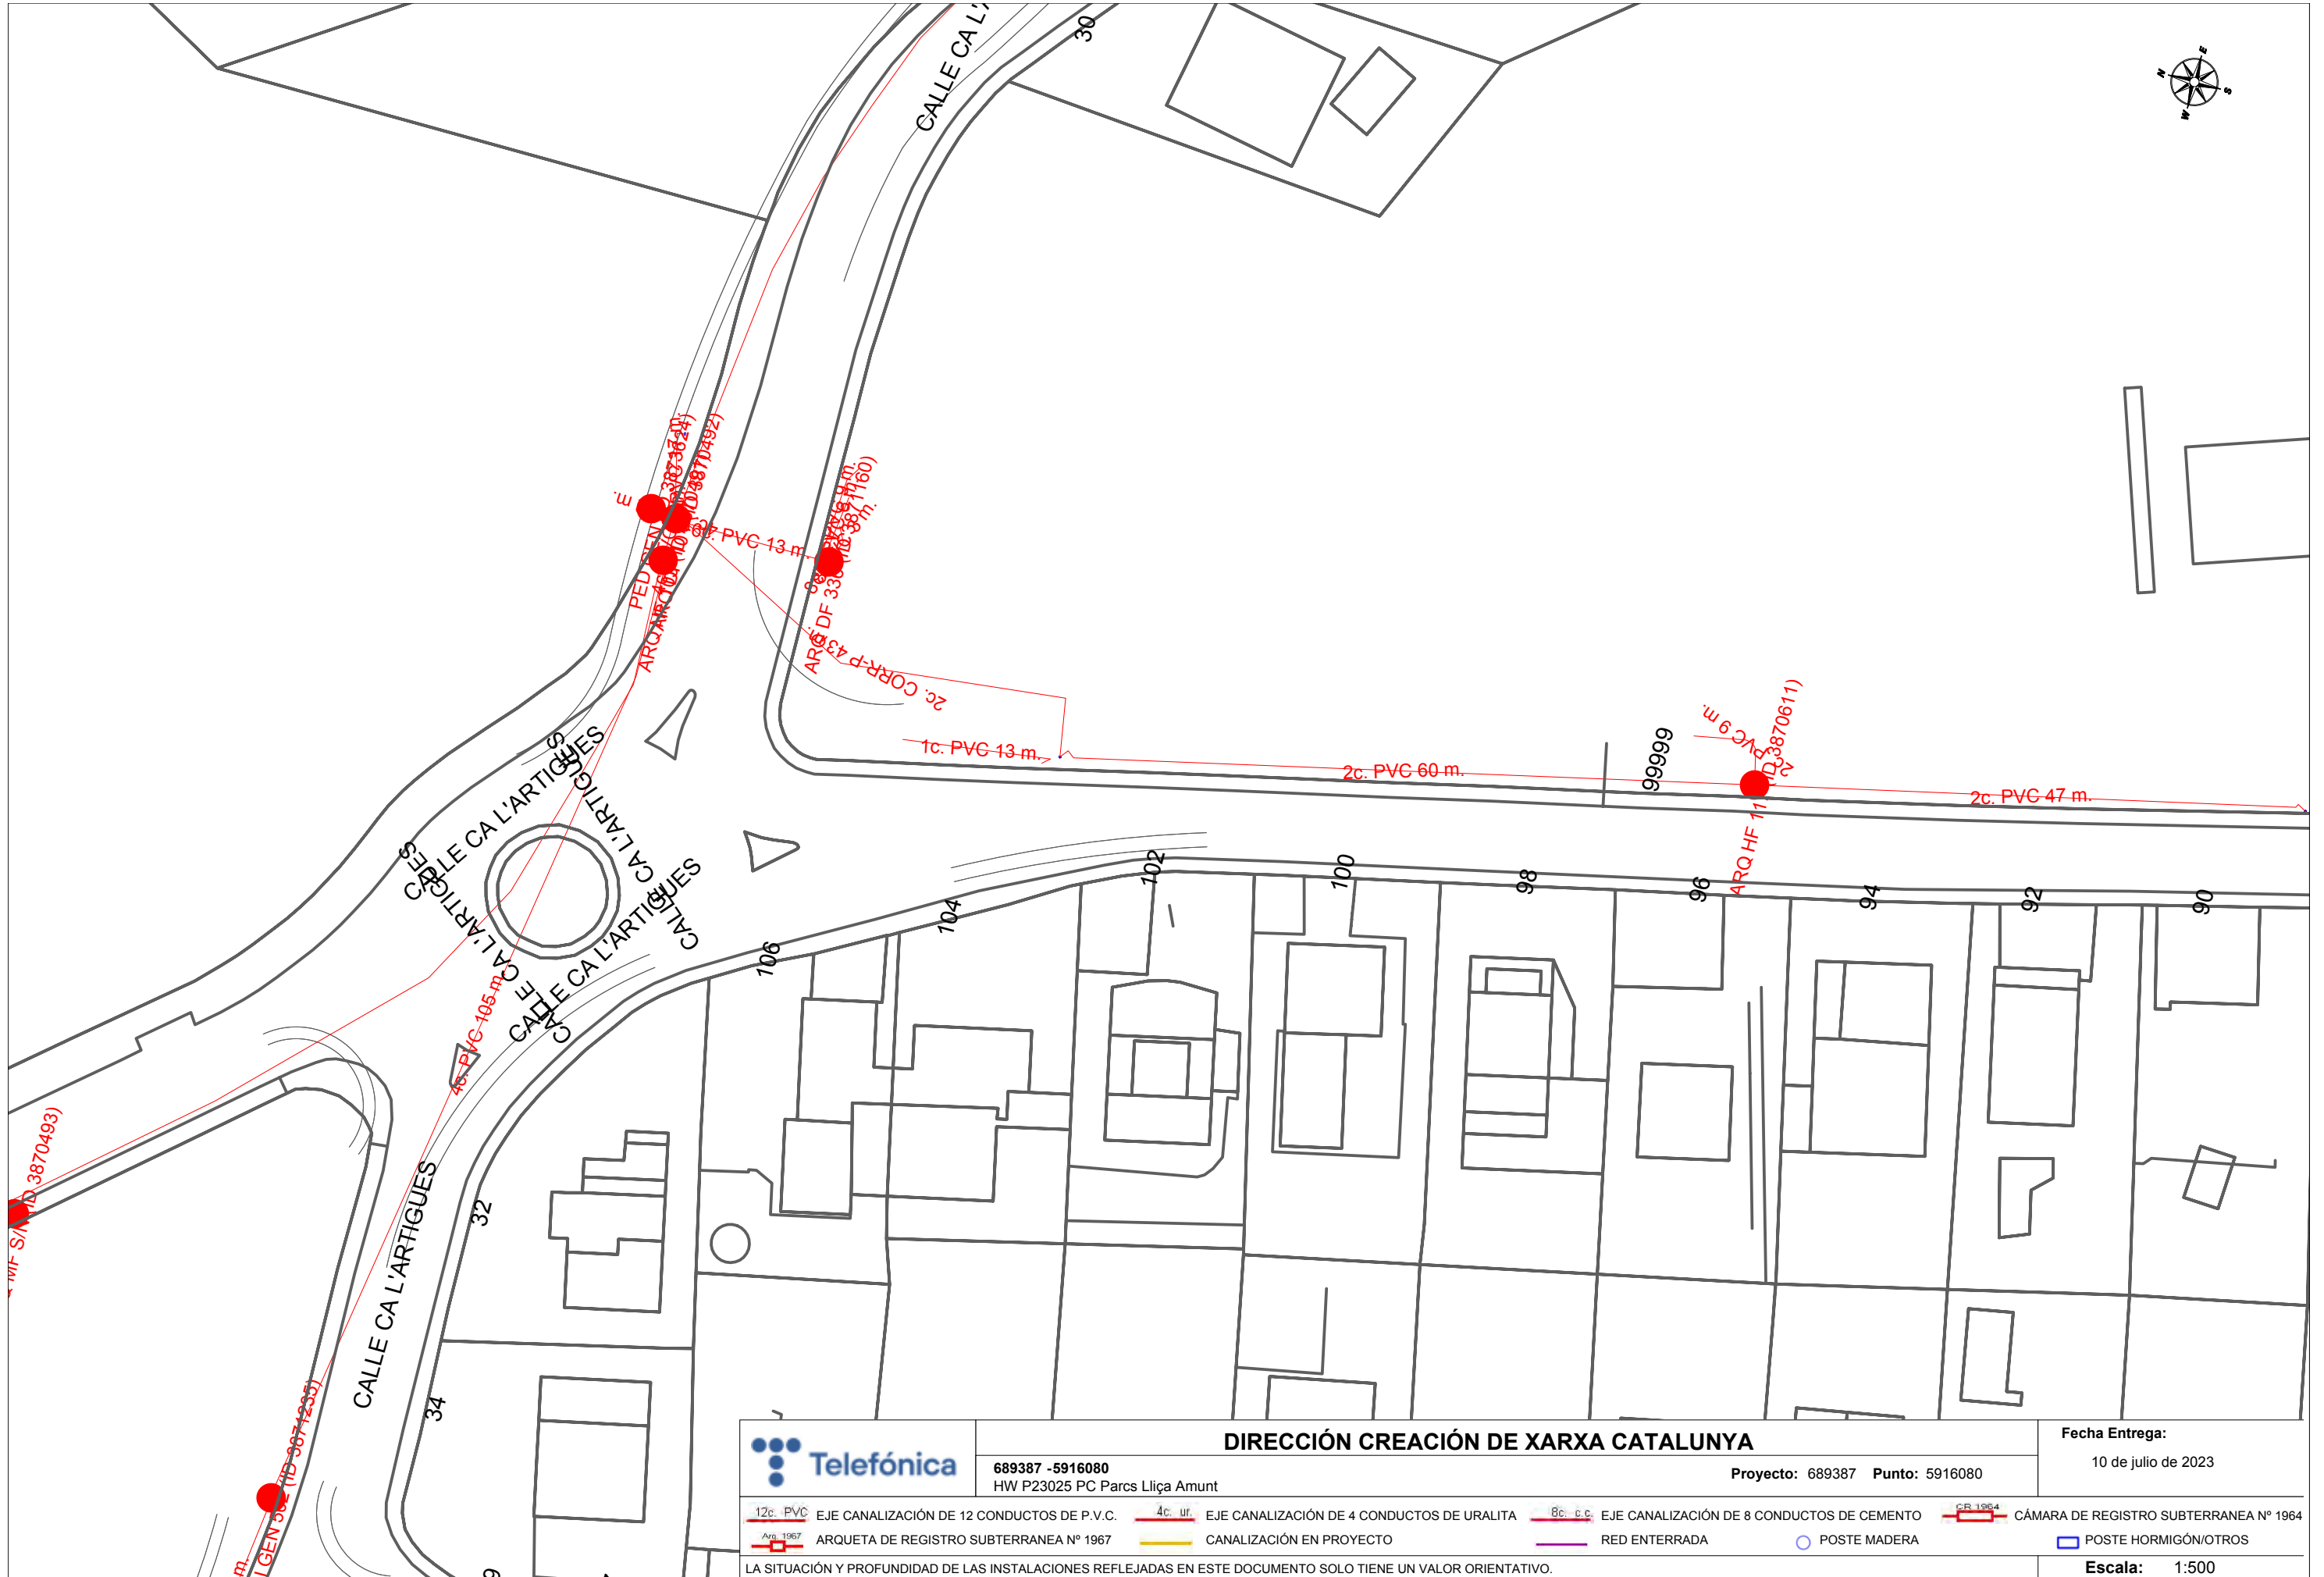 30
E
N
S
W
CALLE CA L'
6c. PVC 13 m.
2c. CORR-P 43 m.
1c. PVC 13 m.
2c. PVC 60 m.
2c. PVC 9 m.
99999
2c. PVC 47 m.
ARQ HF 11
3870611)
CALLE CA L'ARTIGUES
CALLE CA L'ARTIGUES
CALLE CA L'ARTIGUES
CALLE CA L'ARTIGUES
102
100
98
96
94
92
90
104
106
4c. PVC 105 m.
MF S/N (ID 3870493)
CALLE CA L'ARTIGUES
32
34
(ID 3871235)
m.
Telefónica
DIRECCIÓN CREACIÓN DE XARXA CATALUNYA
689387 -5916080
HW P23025 PC Parcs Lliça Amunt
Proyecto: 689387 Punto: 5916080
Fecha Entrega:
10 de julio de 2023
12c. PVC EJE CANALIZACIÓN DE 12 CONDUCTOS DE P.V.C.
4c. ur. EJE CANALIZACIÓN DE 4 CONDUCTOS DE URALITA
8c. c.c. EJE CANALIZACIÓN DE 8 CONDUCTOS DE CEMENTO
CR 1964 CÁMARA DE REGISTRO SUBTERRANEA Nº 1964
Arq. 1967 ARQUETA DE REGISTRO SUBTERRANEA Nº 1967
CANALIZACIÓN EN PROYECTO
RED ENTERRADA
POSTE MADERA
POSTE HORMIGÓN/OTROS
LA SITUACIÓN Y PROFUNDIDAD DE LAS INSTALACIONES REFLEJADAS EN ESTE DOCUMENTO SOLO TIENE UN VALOR ORIENTATIVO.
Escala: 1:500